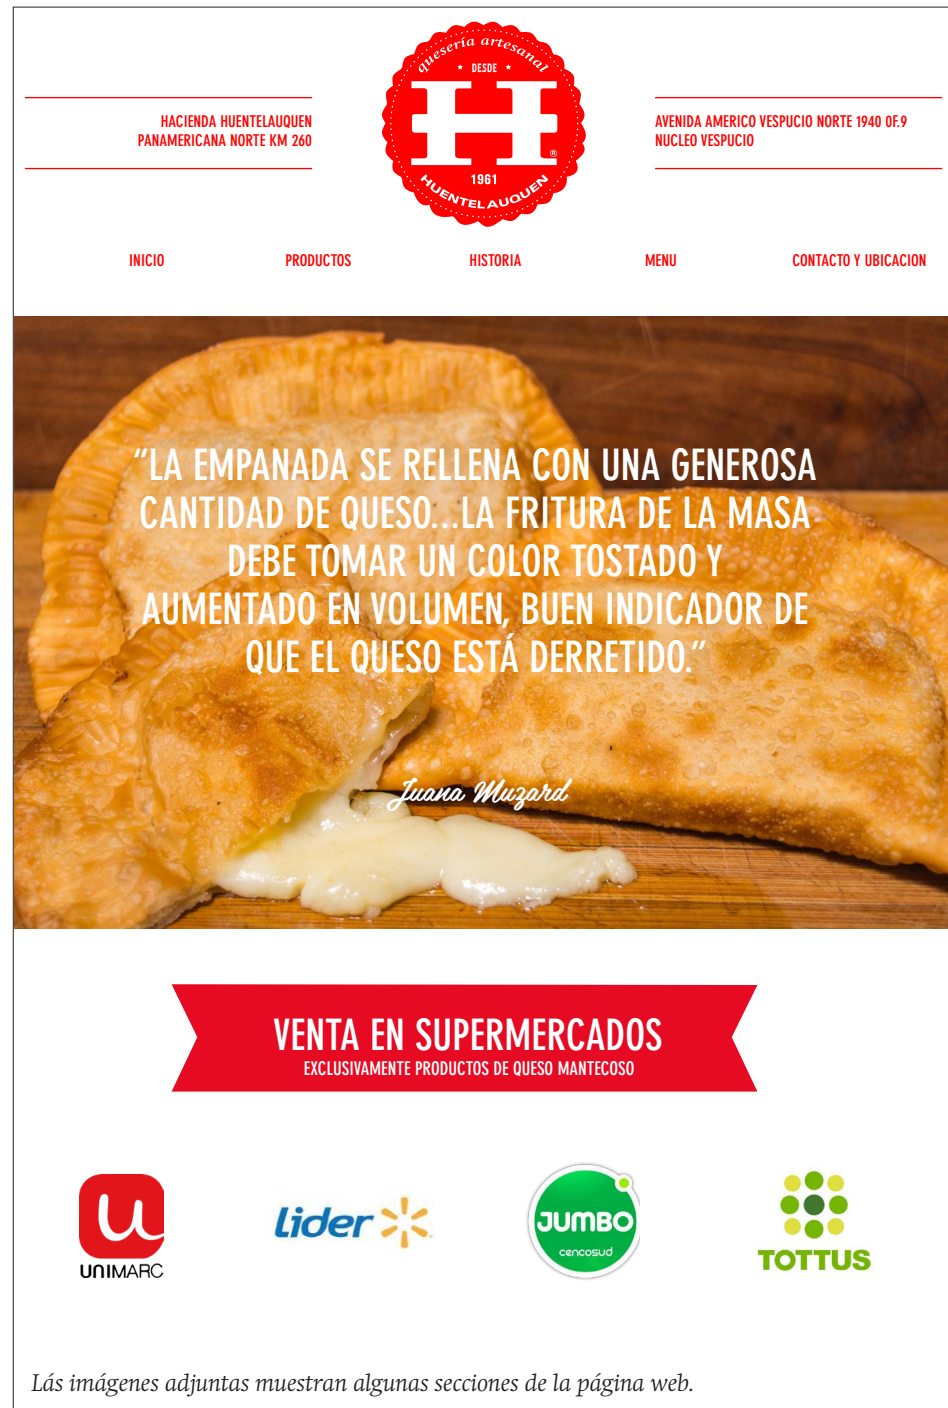 quesería artesanal
DESDE
H
®
1961
HUENTELAUQUEN
HACIENDA HUENTELAUQUEN
PANAMERICANA NORTE KM 260
AVENIDA AMERICO VESPUCIO NORTE 1940 OF.9
NUCLEO VESPUCIO
INICIO PRODUCTOS HISTORIA MENU CONTACTO Y UBICACION
“LA EMPANADA SE RELLENA CON UNA GENEROSA
CANTIDAD DE QUESO...LA FRITURA DE LA MASA
DEBE TOMAR UN COLOR TOSTADO Y
AUMENTADO EN VOLUMEN, BUEN INDICADOR DE
QUE EL QUESO ESTÁ DERRETIDO.”
Juana Muzard
VENTA EN SUPERMERCADOS
EXCLUSIVAMENTE PRODUCTOS DE QUESO MANTECOSO
u
UNIMARC
Lider
JUMBO
cencosud
TOTTUS
Lás imágenes adjuntas muestran algunas secciones de la página web.